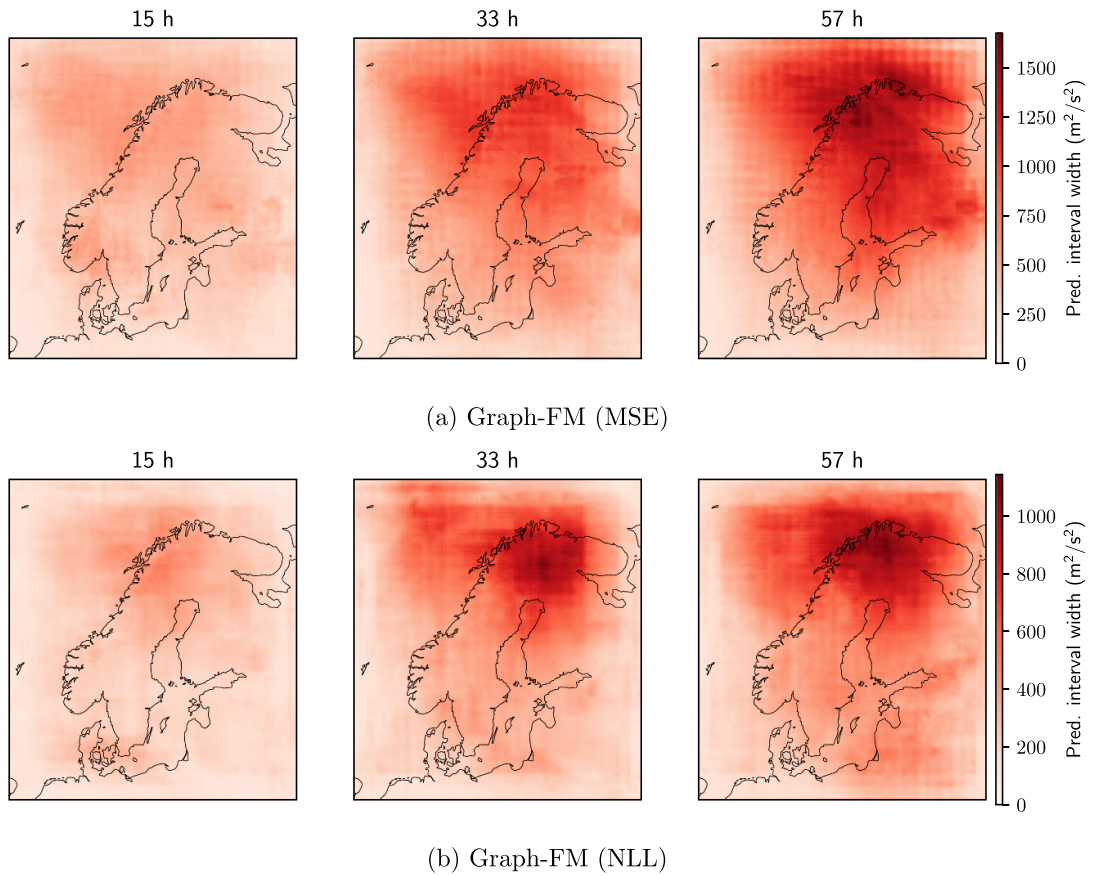 15 h 33 h 57 h
1500
1250
1000
750
500
250
0
Pred. interval width (m²/s²)
(a) Graph-FM (MSE)
15 h 33 h 57 h
1000
800
600
400
200
0
Pred. interval width (m²/s²)
(b) Graph-FM (NLL)